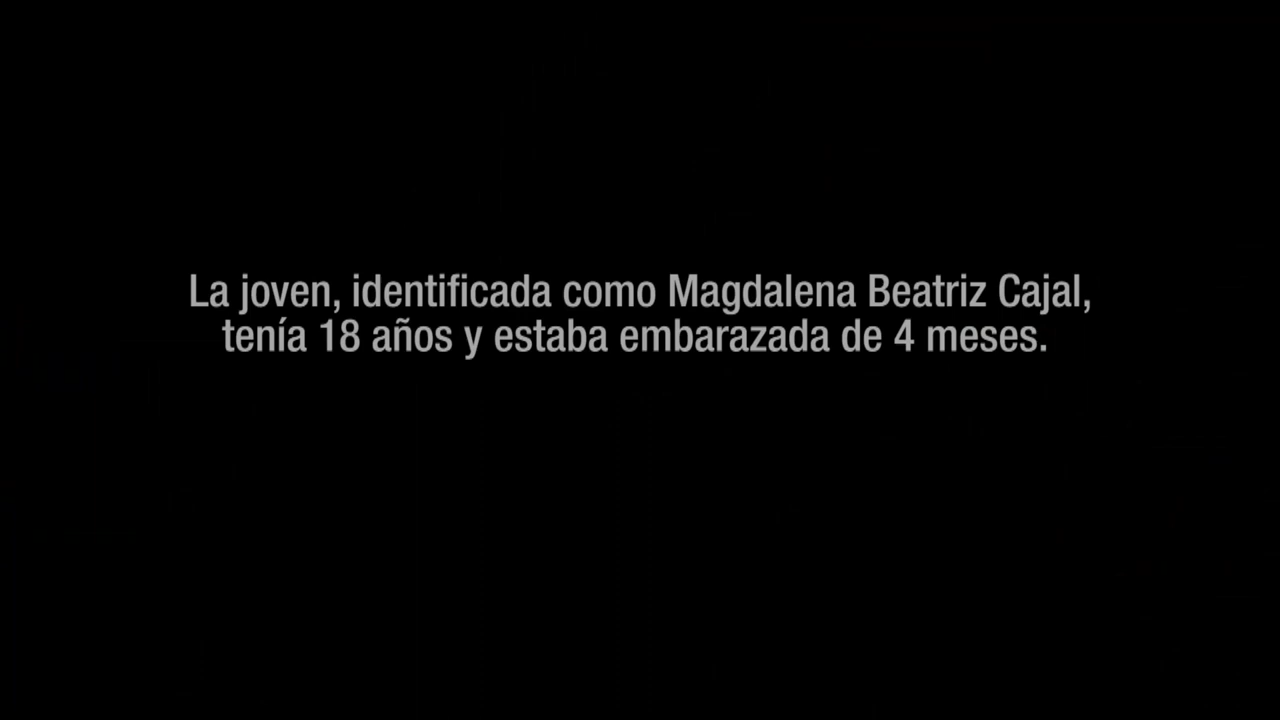 La joven, identificada como Magdalena Beatriz Cajal,
tenía 18 años y estaba embarazada de 4 meses.